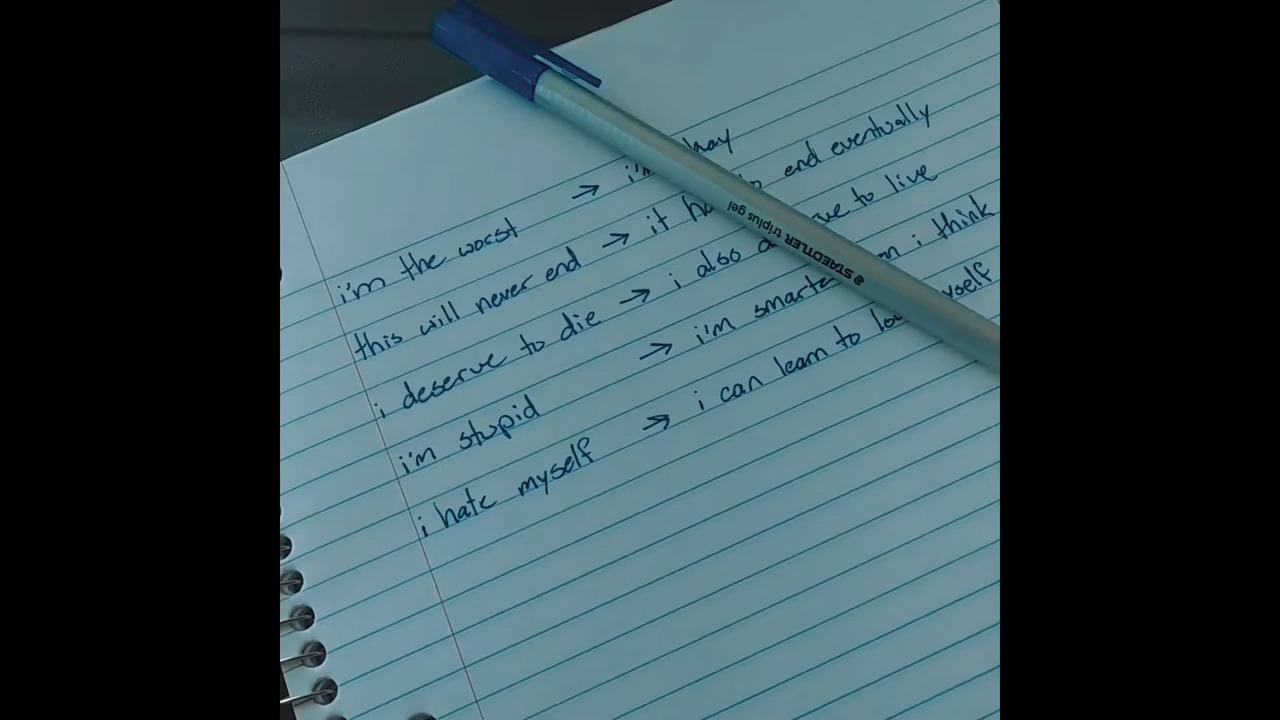 i'm the worst → i'm
this will never end → it end eventually
i deserve to die → i also to live
i'm stupid → i'm i think
i hate myself → i can learn to
STAEDTLER triplus gel